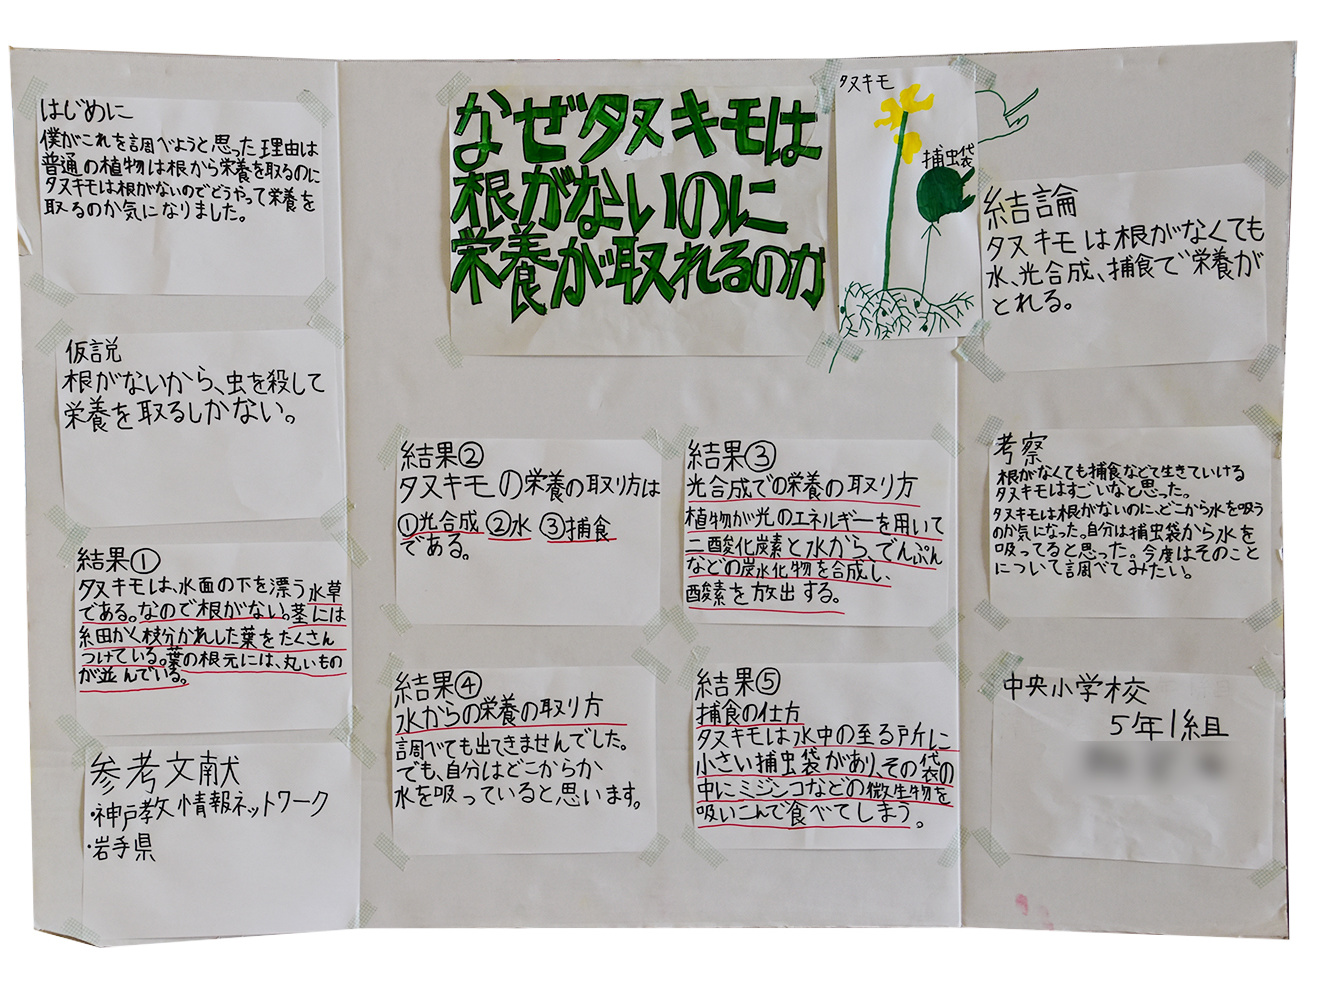 なぜタヌキモは
根がないのに
栄養が取れるのか
タヌキモ
捕虫袋
はじめに
僕がこれを調べようと思った理由は
普通の植物は根から栄養を取るのに
タヌキモは根がないのでどうやって栄養を
取るのか気になりました。
仮説
根がないから、虫を殺して
栄養を取るしかない。
結果①
タヌキモは、水面の下を漂う水草
である。なので根がない。茎には
細かく枝分かれした葉をたくさん
つけている。葉の根元には、丸いもの
が並んでいる。
参考文献
・神戸教育情報ネットワーク
・岩手県
結果②
タヌキモの栄養の取り方は
①光合成 ②水 ③捕食
である。
結果③
光合成での栄養の取り方
植物が光のエネルギーを用いて
二酸化炭素と水から、でんぷん
などの炭水化物を合成し、
酸素を放出する。
結果④
水からの栄養の取り方
調べても出てきませんでした。
でも、自分はどこからか
水を吸っていると思います。
結果⑤
捕食の仕方
タヌキモは水中の至る所に
小さい捕虫袋があり、その袋の
中にミジンコなどの微生物を
吸いこんで食べてしまう。
結論
タヌキモは根がなくても
水、光合成、捕食で栄養が
とれる。
考察
根がなくても捕食などで生きていける
タヌキモはすごいなと思った。
タヌキモは根がないのに、どこから水を吸う
のか気になった。自分は捕虫袋から水を
吸ってると思った。今度はそのこと
について調べてみたい。
中央小学校
5年1組